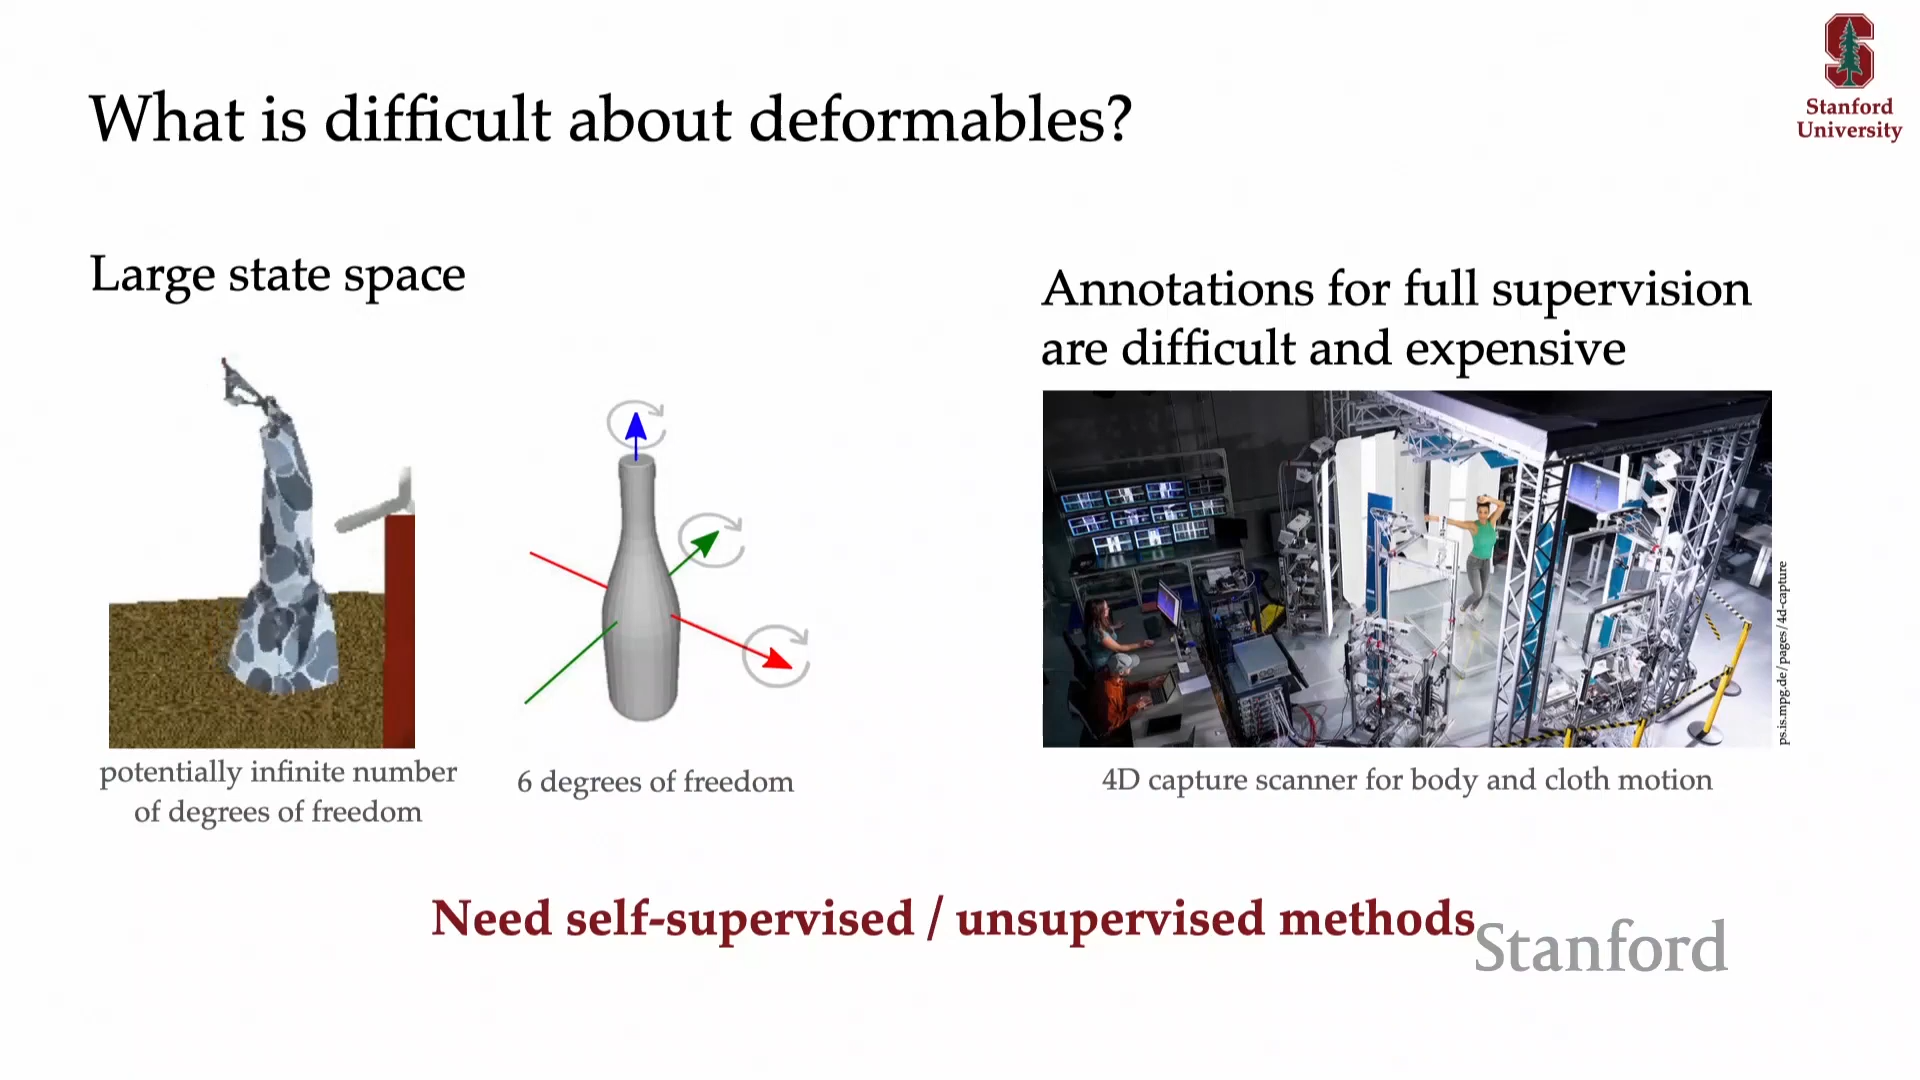 What is difficult about deformables?
Stanford
University
Large state space
Annotations for full supervision
are difficult and expensive
potentially infinite number
of degrees of freedom
6 degrees of freedom
4D capture scanner for body and cloth motion
ps.is.mpg.de/pages/4d-capture
Need self-supervised / unsupervised methods
Stanford